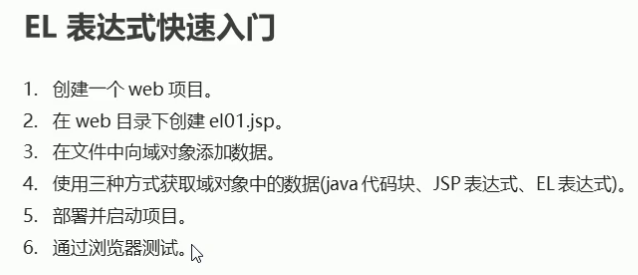 EL 表达式快速入门
1. 创建一个 web 项目。
2. 在 web 目录下创建 el01.jsp。
3. 在文件中向域对象添加数据。
4. 使用三种方式获取域对象中的数据(java 代码块、JSP 表达式、EL 表达式)。
5. 部署并启动项目。
6. 通过浏览器测试。